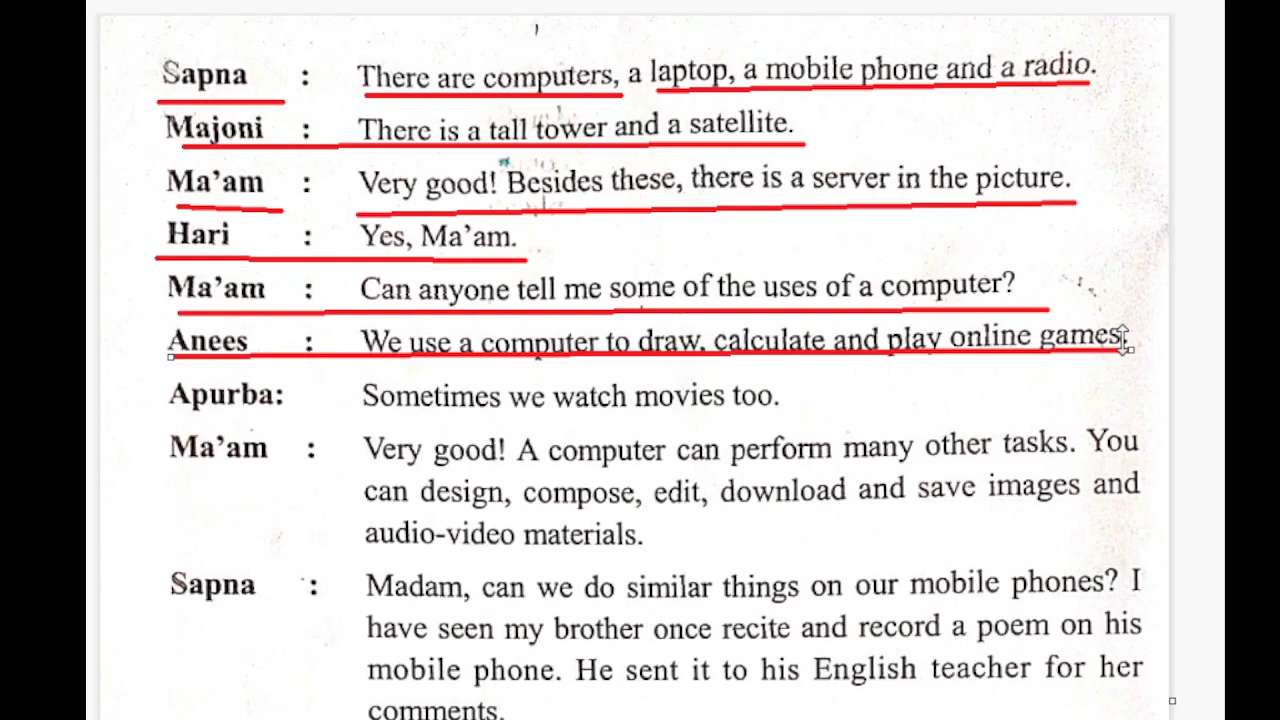 Sapna : There are computers, a laptop, a mobile phone and a radio.
Majoni : There is a tall tower and a satellite.
Ma'am : Very good! Besides these, there is a server in the picture.
Hari : Yes, Ma'am.
Ma'am : Can anyone tell me some of the uses of a computer?
Anees : We use a computer to draw, calculate and play online games.
Apurba: Sometimes we watch movies too.
Ma'am : Very good! A computer can perform many other tasks. You
can design, compose, edit, download and save images and
audio-video materials.
Sapna : Madam, can we do similar things on our mobile phones? I
have seen my brother once recite and record a poem on his
mobile phone. He sent it to his English teacher for her
comments.